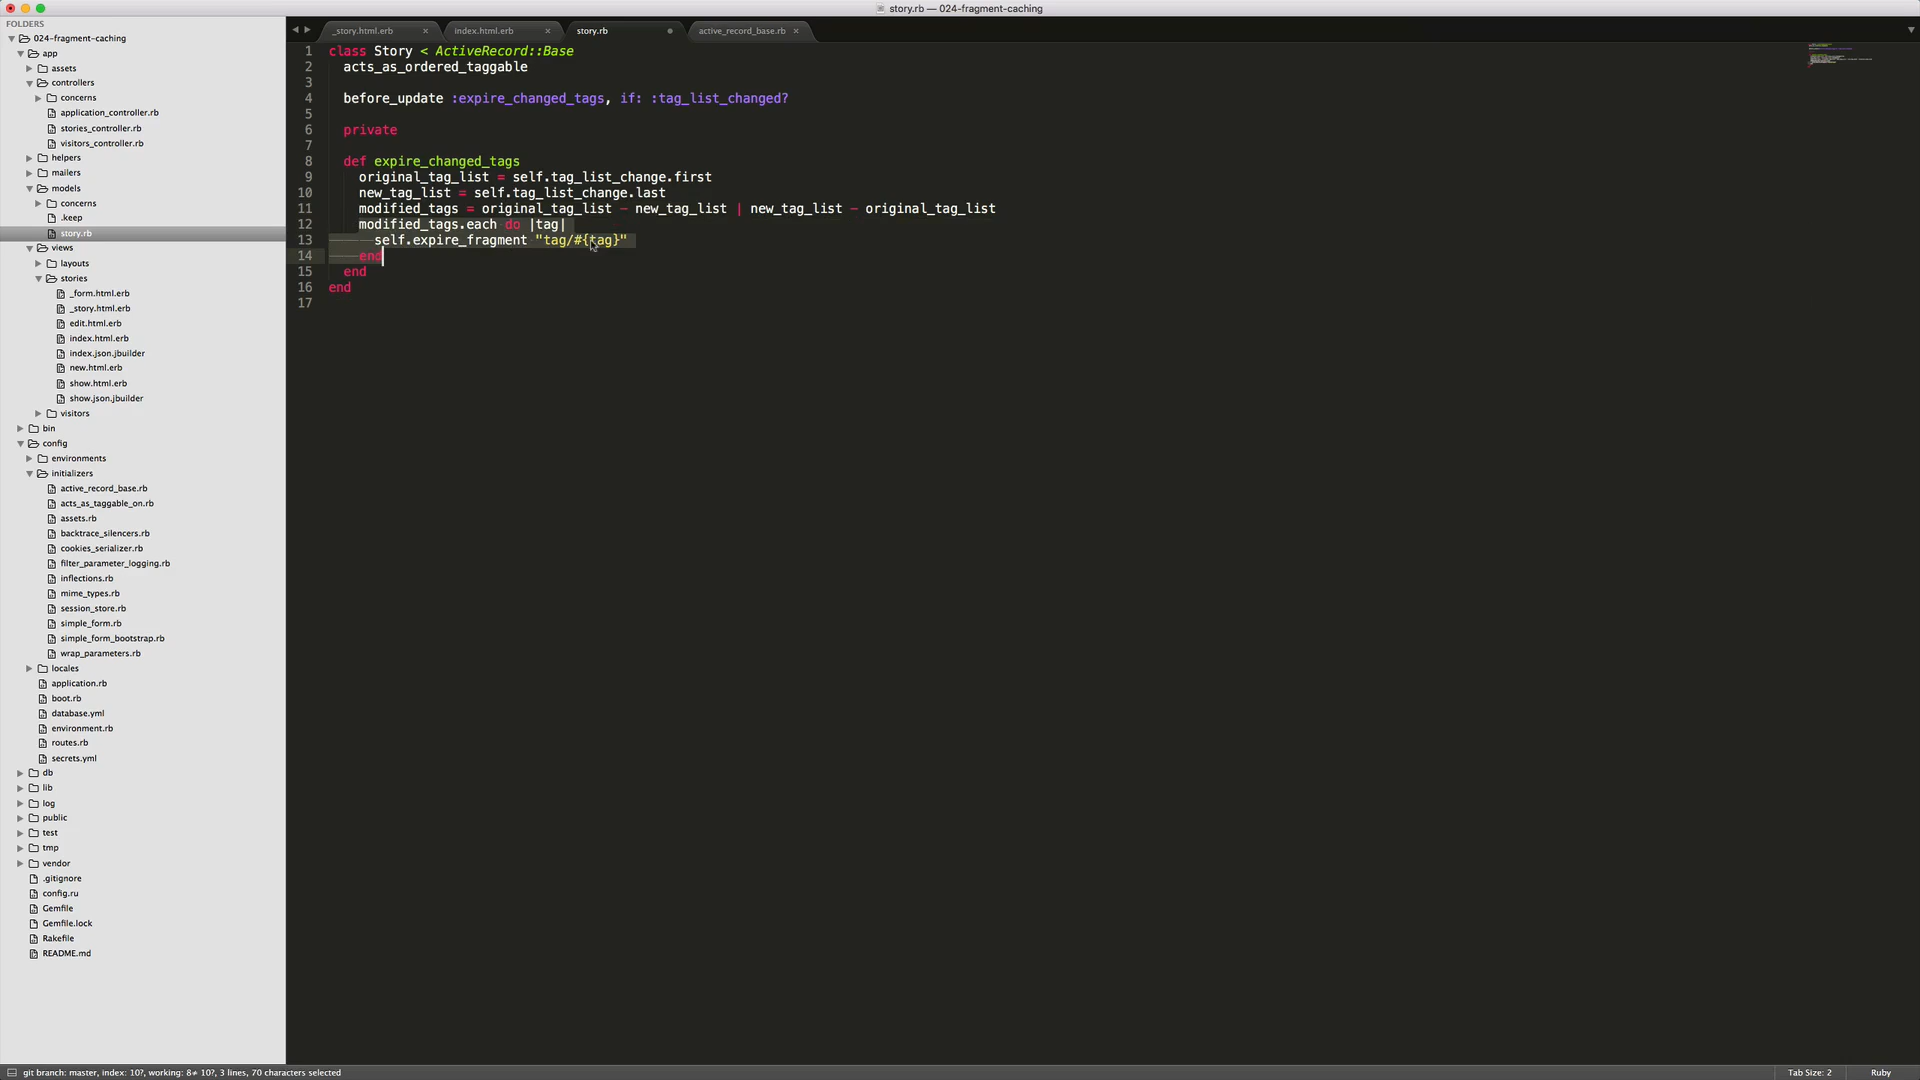 story.rb — 024-fragment-caching
FOLDERS
024-fragment-caching
app
assets
controllers
concerns
application_controller.rb
stories_controller.rb
visitors_controller.rb
helpers
mailers
models
concerns
.keep
story.rb
views
layouts
stories
_form.html.erb
_story.html.erb
edit.html.erb
index.html.erb
index.json.jbuilder
new.html.erb
show.html.erb
show.json.jbuilder
visitors
bin
config
environments
initializers
active_record_base.rb
acts_as_taggable_on.rb
assets.rb
backtrace_silencers.rb
cookies_serializer.rb
filter_parameter_logging.rb
inflections.rb
mime_types.rb
session_store.rb
simple_form.rb
simple_form_bootstrap.rb
wrap_parameters.rb
locales
application.rb
boot.rb
database.yml
environment.rb
routes.rb
secrets.yml
db
lib
log
public
test
tmp
vendor
.gitignore
config.ru
Gemfile
Gemfile.lock
Rakefile
README.md
_story.html.erb × index.html.erb × story.rb active_record_base.rb ×
1 class Story < ActiveRecord::Base
2 acts_as_ordered_taggable
3
4 before_update :expire_changed_tags, if: :tag_list_changed?
5
6 private
7
8 def expire_changed_tags
9 original_tag_list = self.tag_list_change.first
10 new_tag_list = self.tag_list_change.last
11 modified_tags = original_tag_list - new_tag_list | new_tag_list - original_tag_list
12 modified_tags.each do |tag|
13 self.expire_fragment "tag/#{tag}"
14 end
15 end
16 end
17
git branch: master, index: 10?, working: 8≠ 10?, 3 lines, 70 characters selected
Tab Size: 2 Ruby